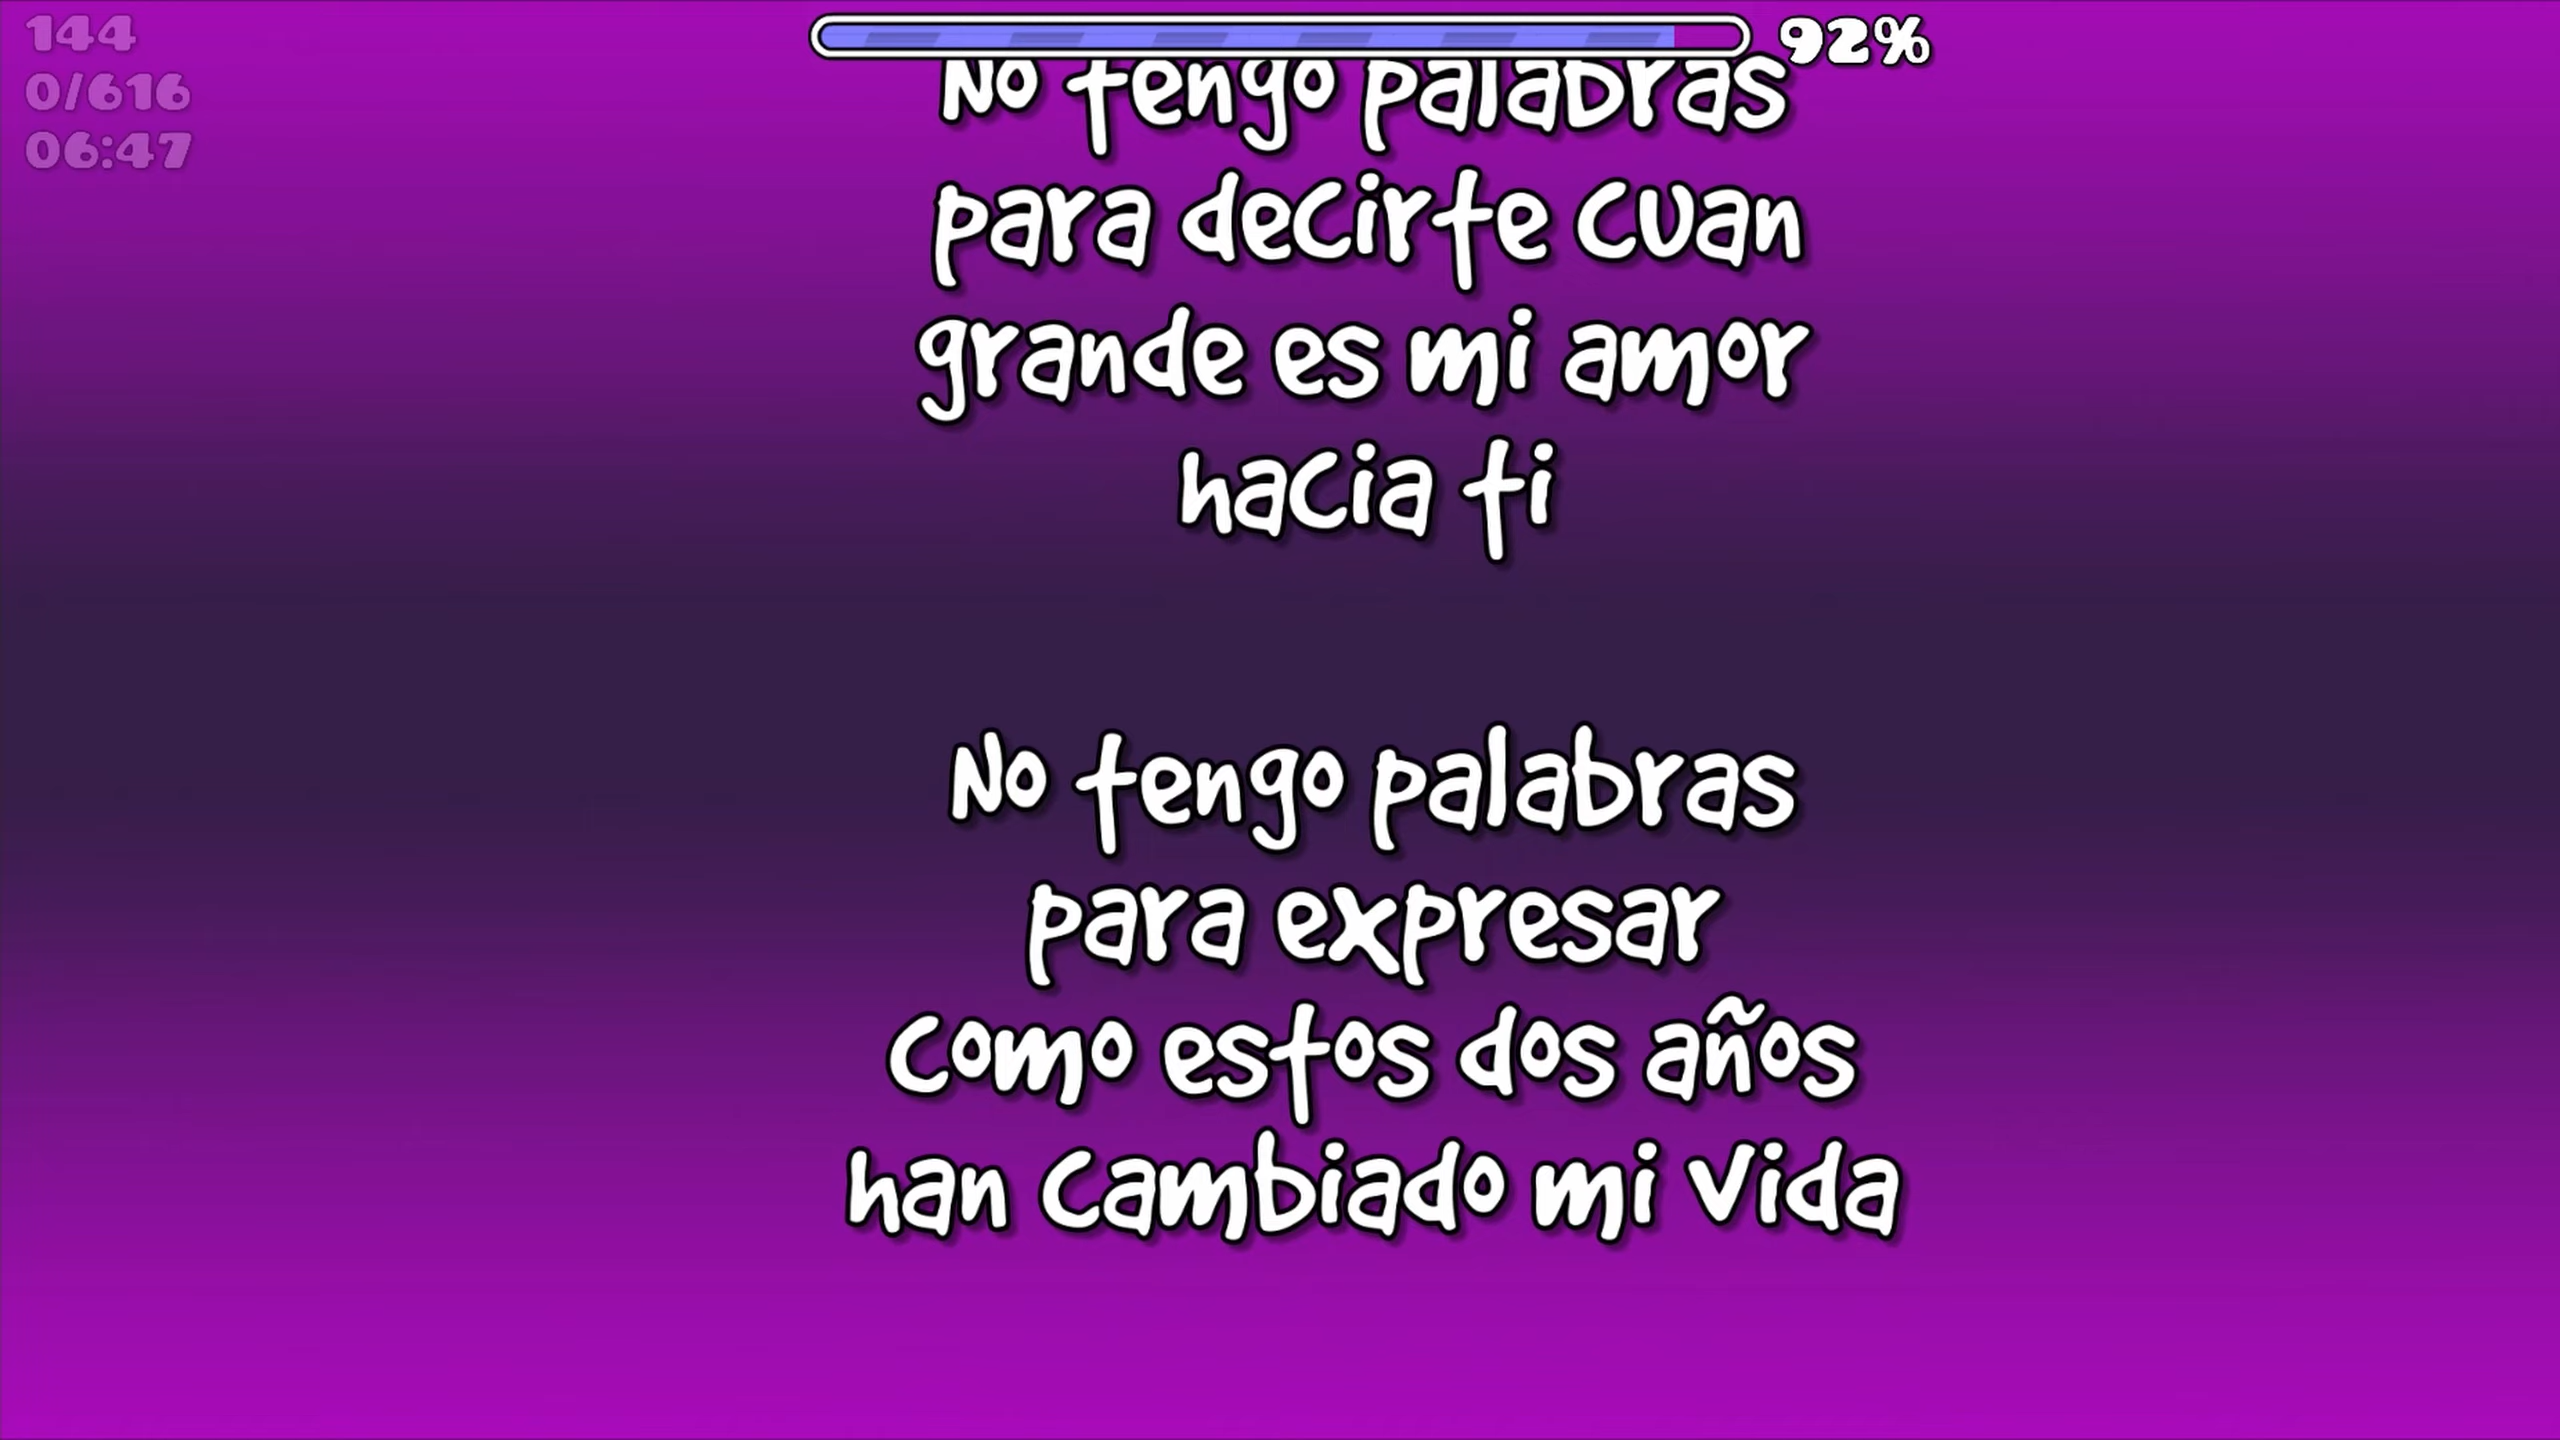 144
0/616
06:47
92%
No tengo palabras
para decirte cuan
grande es mi amor
hacia ti
No tengo palabras
para expresar
como estos dos años
han cambiado mi vida